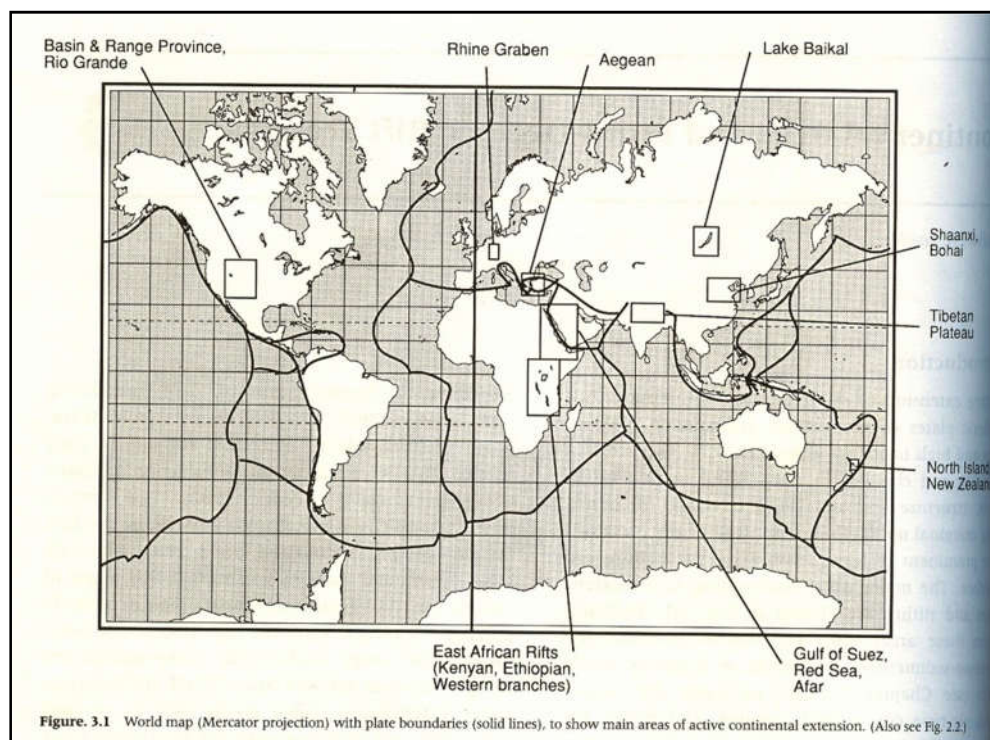 Basin & Range Province,
Rio Grande
Rhine Graben
Aegean
Lake Baikal
Shaanxi,
Bohai
Tibetan
Plateau
North Island
New Zealan
East African Rifts
(Kenyan, Ethiopian,
Western branches)
Gulf of Suez,
Red Sea,
Afar
Figure. 3.1 World map (Mercator projection) with plate boundaries (solid lines), to show main areas of active continental extension. (Also see Fig. 2.2.)